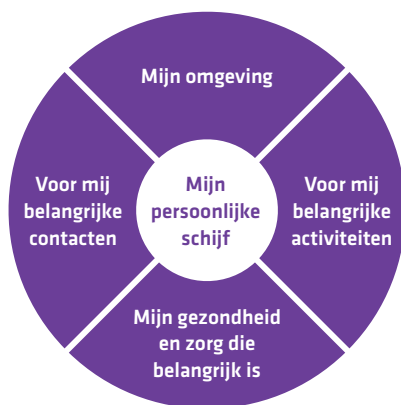 Mijn omgeving
Voor mij
belangrijke
contacten
Mijn
persoonlijke
schijf
Voor mij
belangrijke
activiteiten
Mijn gezondheid
en zorg die
belangrijk is